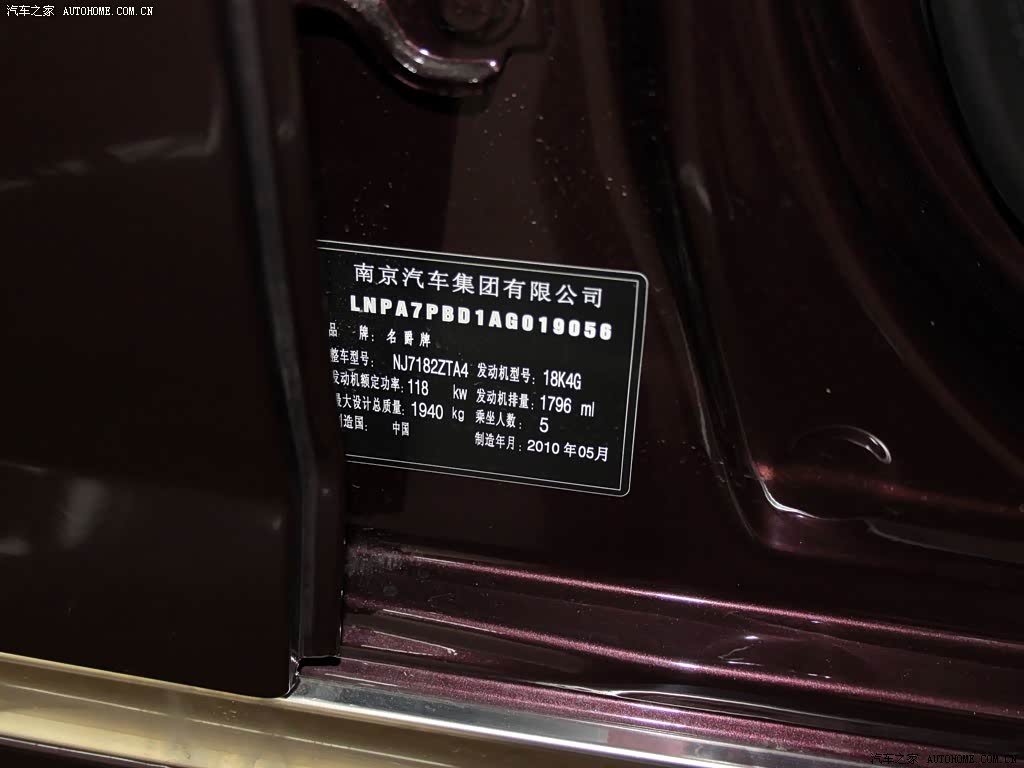 汽车之家 AUTOHOME.COM.CN
南京汽车集团有限公司
LNPA7PBD1AG019056
品 牌: 名爵牌
整车型号: NJ7182ZTA4 发动机型号: 18K4G
发动机额定功率: 118 kw 发动机排量: 1796 ml
最大设计总质量: 1940 kg 乘坐人数: 5
制造国: 中国
制造年月: 2010年05月
汽车之家 AUTOHOME.COM.CN